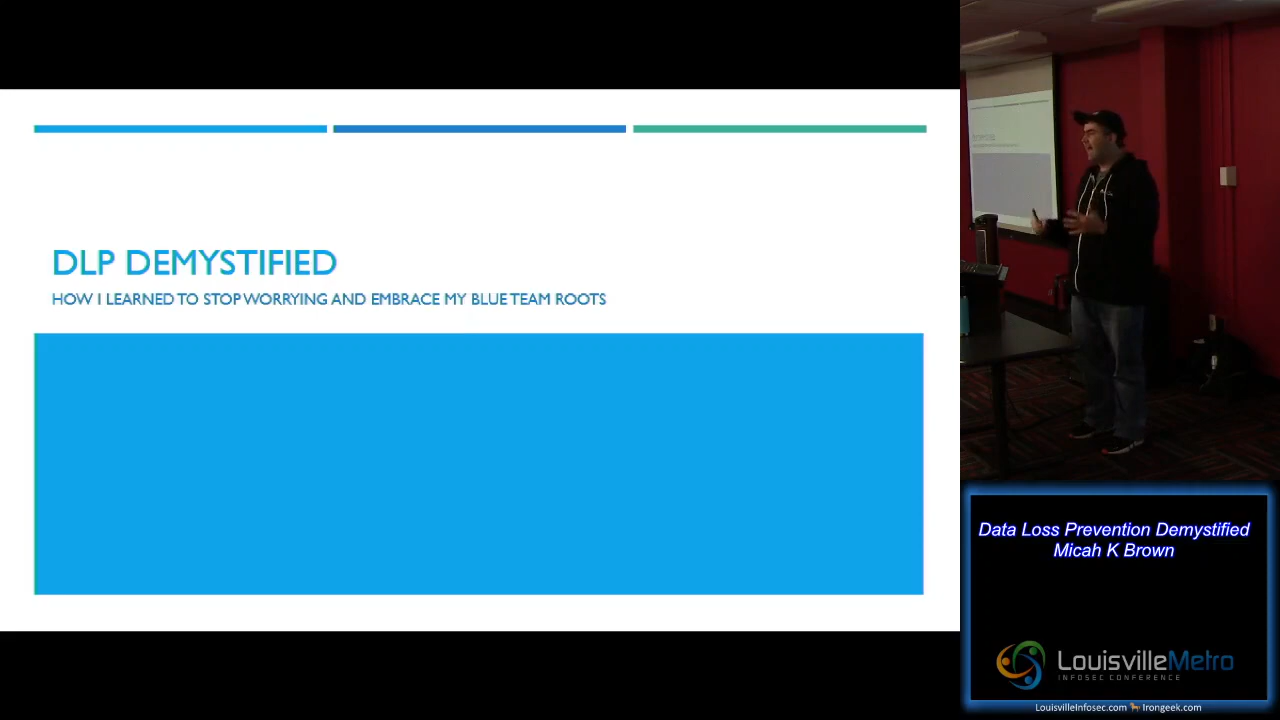 DLP DEMYSTIFIED
HOW I LEARNED TO STOP WORRYING AND EMBRACE MY BLUE TEAM ROOTS
Data Loss Prevention Demystified
Micah K Brown
LouisvilleMetro
INFOSEC CONFERENCE
LouisvilleInfosec.com Irongeek.com